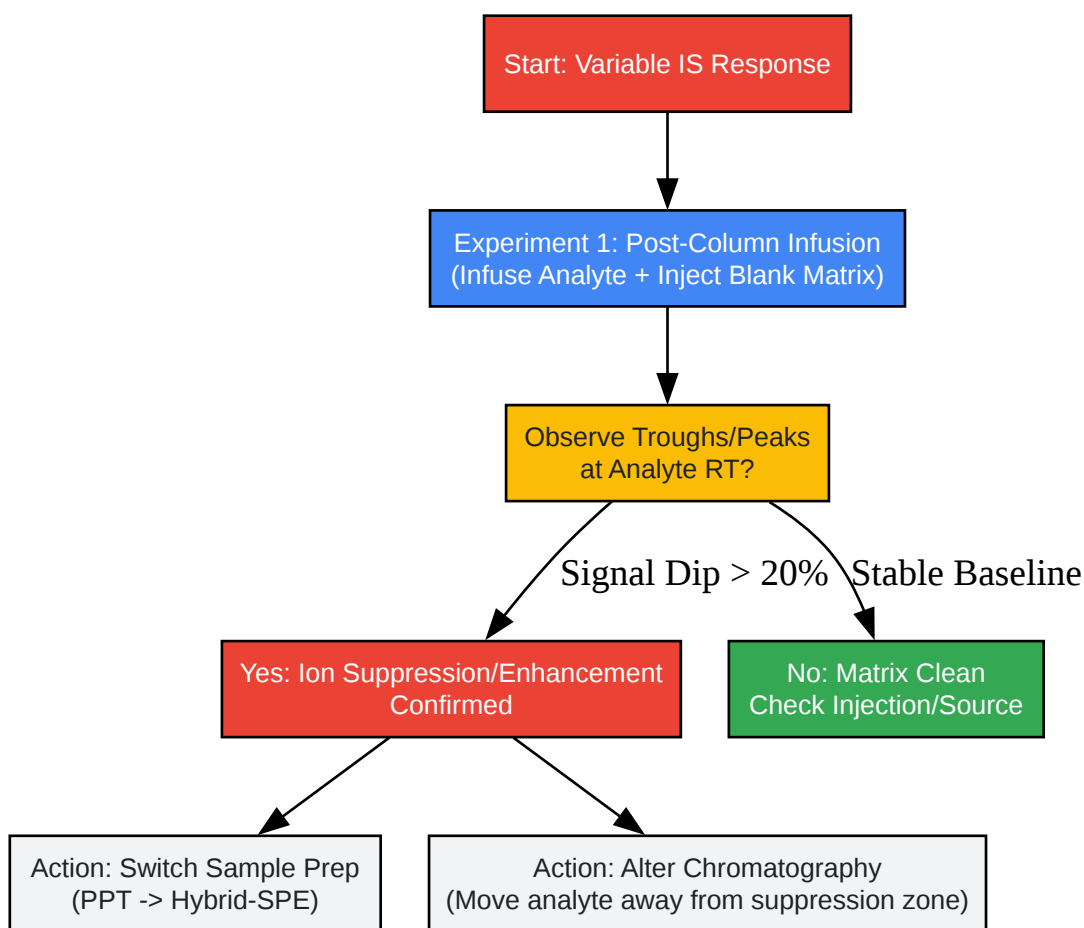 Start: Variable IS Response
Experiment 1: Post-Column Infusion
(Infuse Analyte + Inject Blank Matrix)
Observe Troughs/Peaks
at Analyte RT?
Signal Dip > 20%
Stable Baseline
Yes: Ion Suppression/Enhancement
Confirmed
No: Matrix Clean
Check Injection/Source
Action: Switch Sample Prep
(PPT -> Hybrid-SPE)
Action: Alter Chromatography
(Move analyte away from suppression zone)